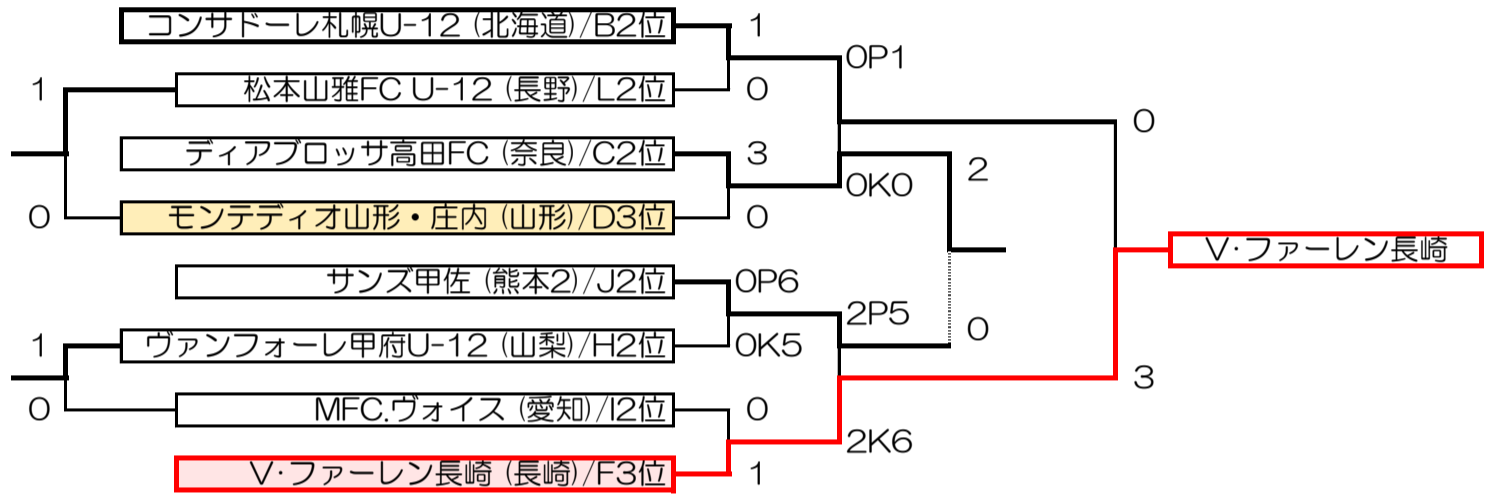 コンサドーレ札幌U-12 (北海道)/B2位 1
0P1
1 松本山雅FC U-12 (長野)/L2位 0
0
ディアブロッサ高田FC (奈良)/C2位 3
2
0K0
0 モンテディオ山形・庄内 (山形)/D3位 0
V・ファーレン長崎
サンズ甲佐 (熊本2)/J2位 0P6
2P5
0
1 ヴァンフォーレ甲府U-12 (山梨)/H2位 0K5
3
0 MFC.ヴォイス (愛知)/I2位 0
2K6
V・ファーレン長崎 (長崎)/F3位 1